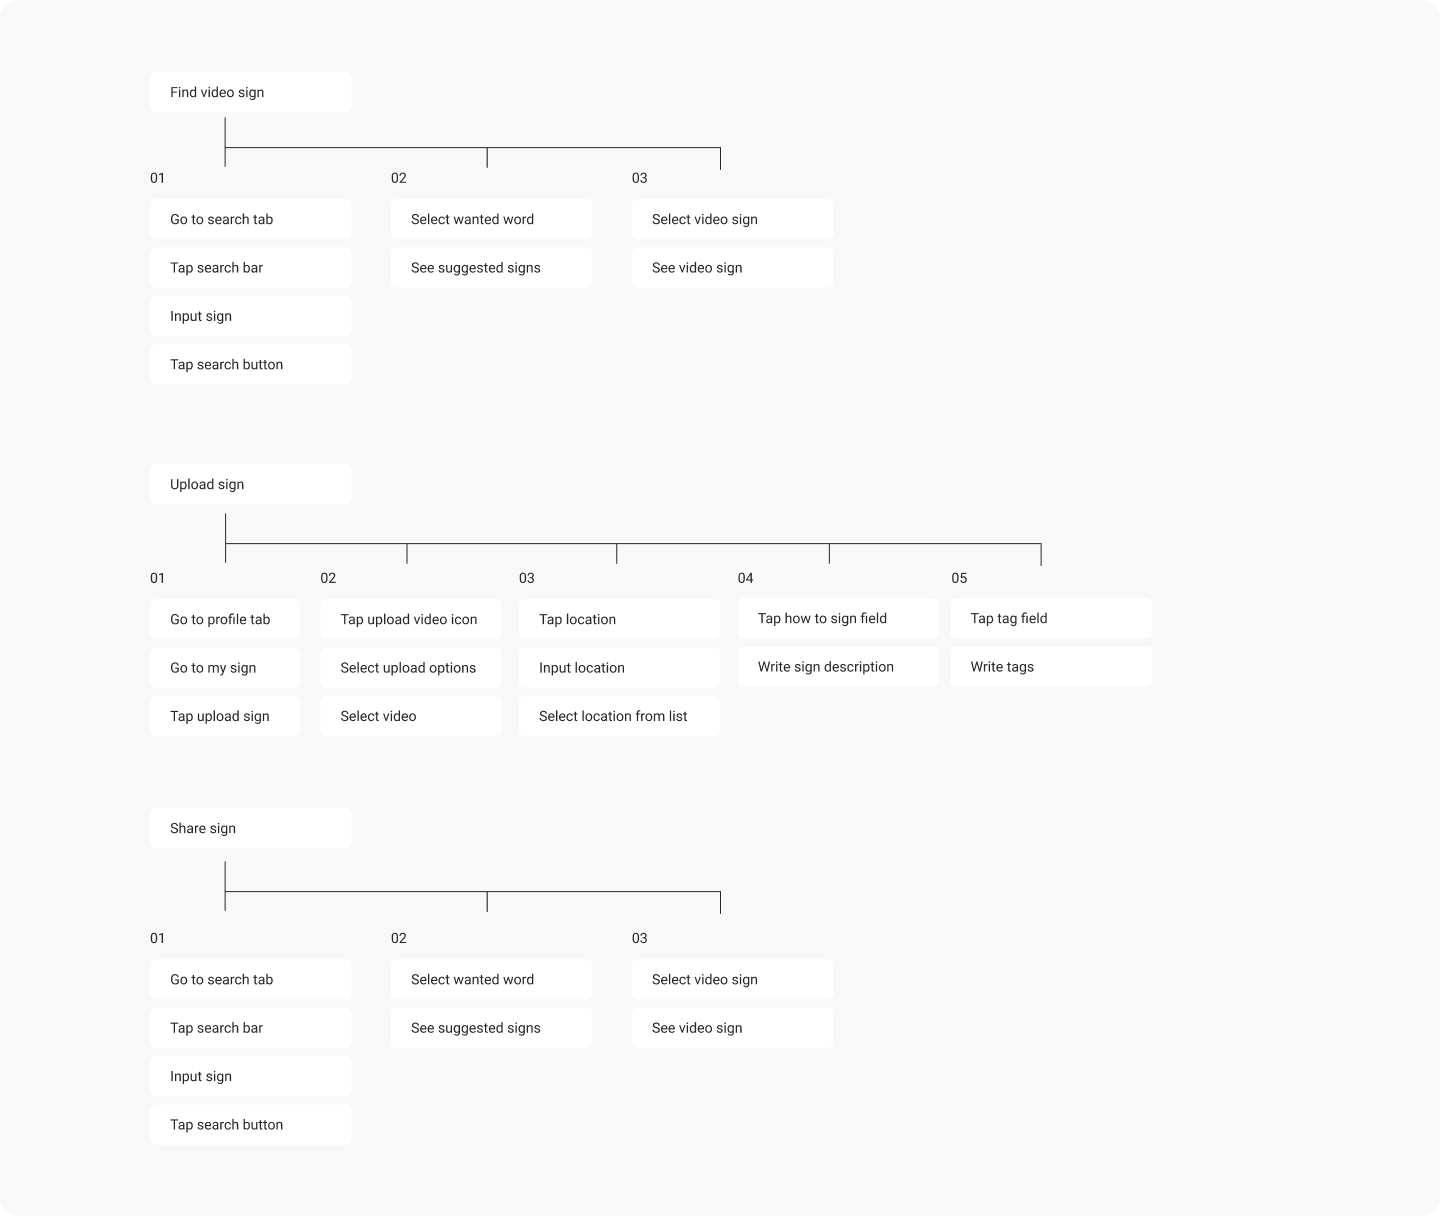 Find video sign
01
02
03
Go to search tab
Select wanted word
Select video sign
Tap search bar
See suggested signs
See video sign
Input sign
Tap search button
Upload sign
01
02
03
04
05
Go to profile tab
Tap upload video icon
Tap location
Tap how to sign field
Tap tag field
Go to my sign
Select upload options
Input location
Write sign description
Write tags
Tap upload sign
Select video
Select location from list
Share sign
01
02
03
Go to search tab
Select wanted word
Select video sign
Tap search bar
See suggested signs
See video sign
Input sign
Tap search button